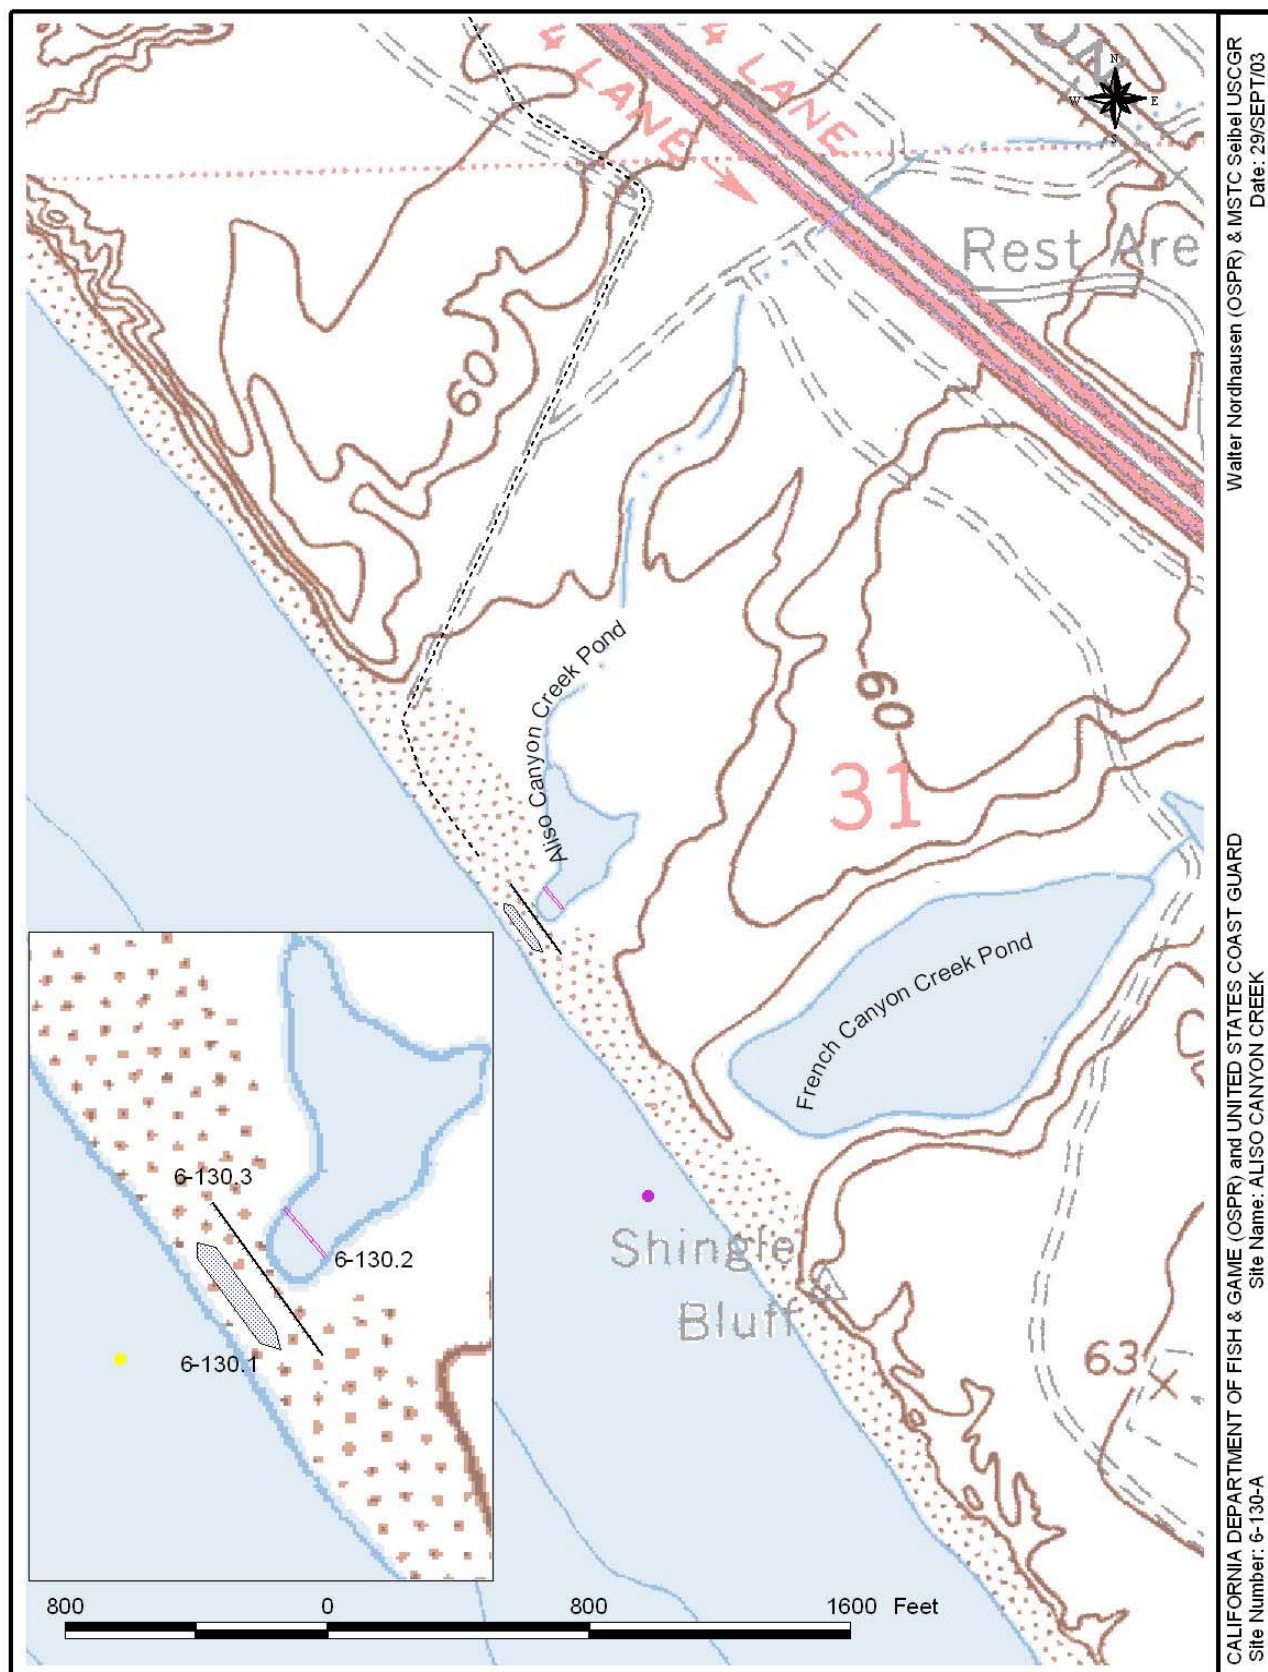 4 LANE
4 LANE
N
W
E
S
Rest Are
60
Aliso Canyon Creek Pond
60
31
French Canyon Creek Pond
6-130.3
6-130.2
6-130.1
Shingle
Bluff
63
800 0 800 1600 Feet
CALIFORNIA DEPARTMENT OF FISH & GAME (OSPR) and UNITED STATES COAST GUARD
Walter Nordhausen (OSPR) & MSTC Seibel USCGR
Site Number: 6-130-A
Site Name: ALISO CANYON CREEK
Date: 29/SEPT/03